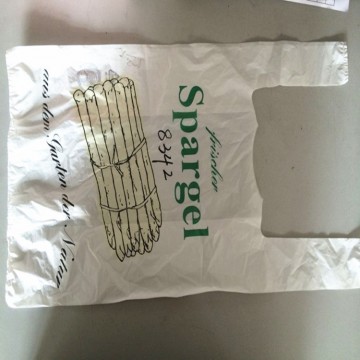 frischer
Spargel
8342
aus dem Garten der Natur